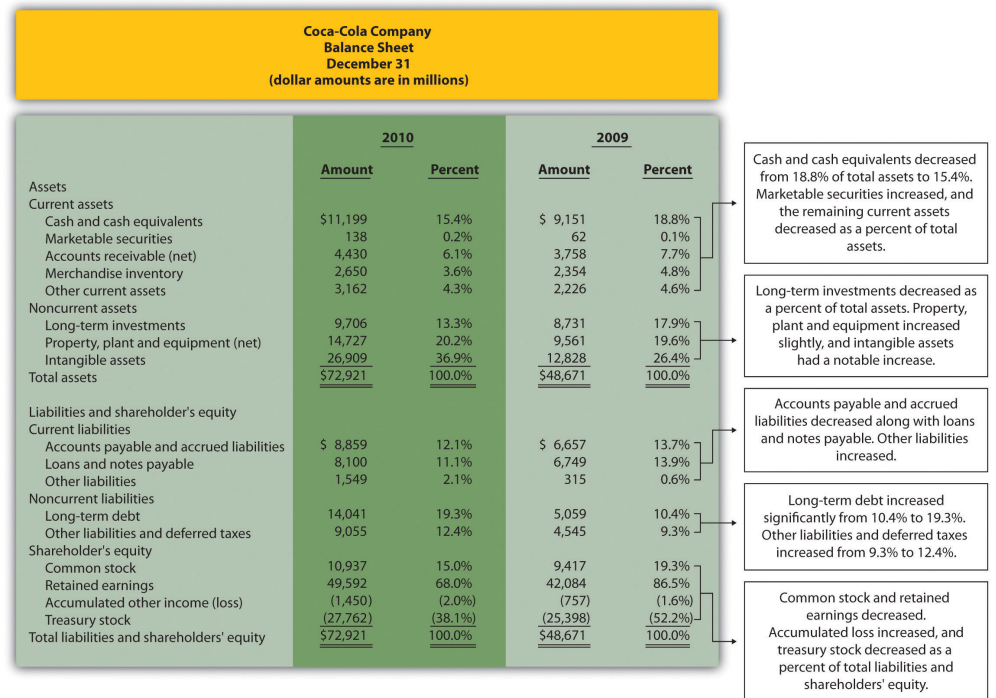 Coca-Cola Company
Balance Sheet
December 31
(dollar amounts are in millions)
2010 2009
Amount Percent Amount Percent
Assets
Current assets
Cash and cash equivalents $11,199 15.4% $ 9,151 18.8%
Marketable securities 138 0.2% 62 0.1%
Accounts receivable (net) 4,430 6.1% 3,758 7.7%
Merchandise inventory 2,650 3.6% 2,354 4.8%
Other current assets 3,162 4.3% 2,226 4.6%
Noncurrent assets
Long-term investments 9,706 13.3% 8,731 17.9%
Property, plant and equipment (net) 14,727 20.2% 9,561 19.6%
Intangible assets 26,909 36.9% 12,828 26.4%
Total assets $72,921 100.0% $48,671 100.0%
Liabilities and shareholder's equity
Current liabilities
Accounts payable and accrued liabilities $ 8,859 12.1% $ 6,657 13.7%
Loans and notes payable 8,100 11.1% 6,749 13.9%
Other liabilities 1,549 2.1% 315 0.6%
Noncurrent liabilities
Long-term debt 14,041 19.3% 5,059 10.4%
Other liabilities and deferred taxes 9,055 12.4% 4,545 9.3%
Shareholder's equity
Common stock 10,937 15.0% 9,417 19.3%
Retained earnings 49,592 68.0% 42,084 86.5%
Accumulated other income (loss) (1,450) (2.0%) (757) (1.6%)
Treasury stock (27,762) (38.1%) (25,398) (52.2%)
Total liabilities and shareholders' equity $72,921 100.0% $48,671 100.0%
Cash and cash equivalents decreased
from 18.8% of total assets to 15.4%.
Marketable securities increased, and
the remaining current assets
decreased as a percent of total
assets.
Long-term investments decreased as
a percent of total assets. Property,
plant and equipment increased
slightly, and intangible assets
had a notable increase.
Accounts payable and accrued
liabilities decreased along with loans
and notes payable. Other liabilities
increased.
Long-term debt increased
significantly from 10.4% to 19.3%.
Other liabilities and deferred taxes
increased from 9.3% to 12.4%.
Common stock and retained
earnings decreased.
Accumulated loss increased, and
treasury stock decreased as a
percent of total liabilities and
shareholders' equity.